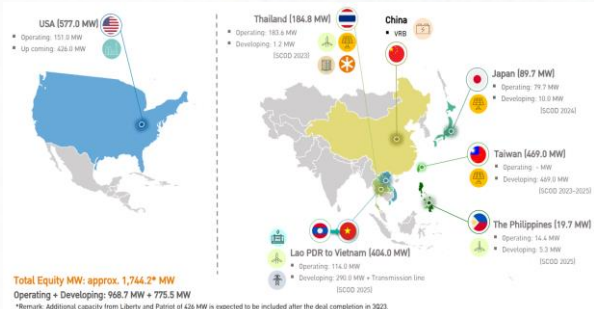 USA (577.0 MW)
Operating: 151.0 MW
Up coming: 426.0 MW
Thailand (184.8 MW)
Operating: 183.6 MW
Developing: 1.2 MW
(SCOD 2023)
China
VRB
Japan (89.7 MW)
Operating: 79.7 MW
Developing: 10.0 MW
(SCOD 2024)
Taiwan (469.0 MW)
Operating: - MW
Developing: 469.0 MW
(SCOD 2023-2025)
The Philippines (19.7 MW)
Operating: 14.4 MW
Developing: 5.3 MW
(SCOD 2025)
Lao PDR to Vietnam (404.0 MW)
Operating: 114.0 MW
Developing: 290.0 MW + Transmission line
(SCOD 2025)
Total Equity MW: approx. 1,744.2* MW
Operating + Developing: 968.7 MW + 775.5 MW
*Remark: Additional capacity from Liberty and Patriot of 426 MW is expected to be included after the deal completion in 3Q23.